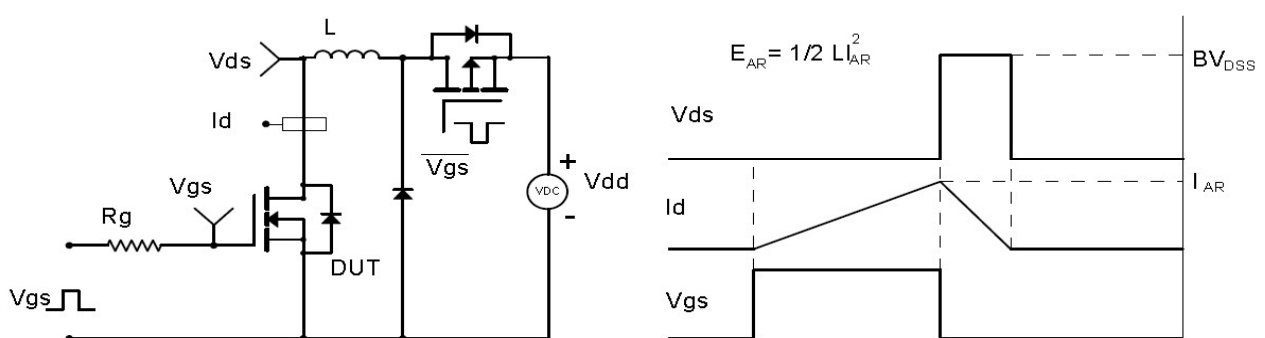 L
Vds
Id
Vgs
Rg
Vgs
DUT
Vgs
VDC
+
Vdd
-
E_AR = 1/2 LI_AR^2
BV_DSS
Vds
I_AR
Id
Vgs